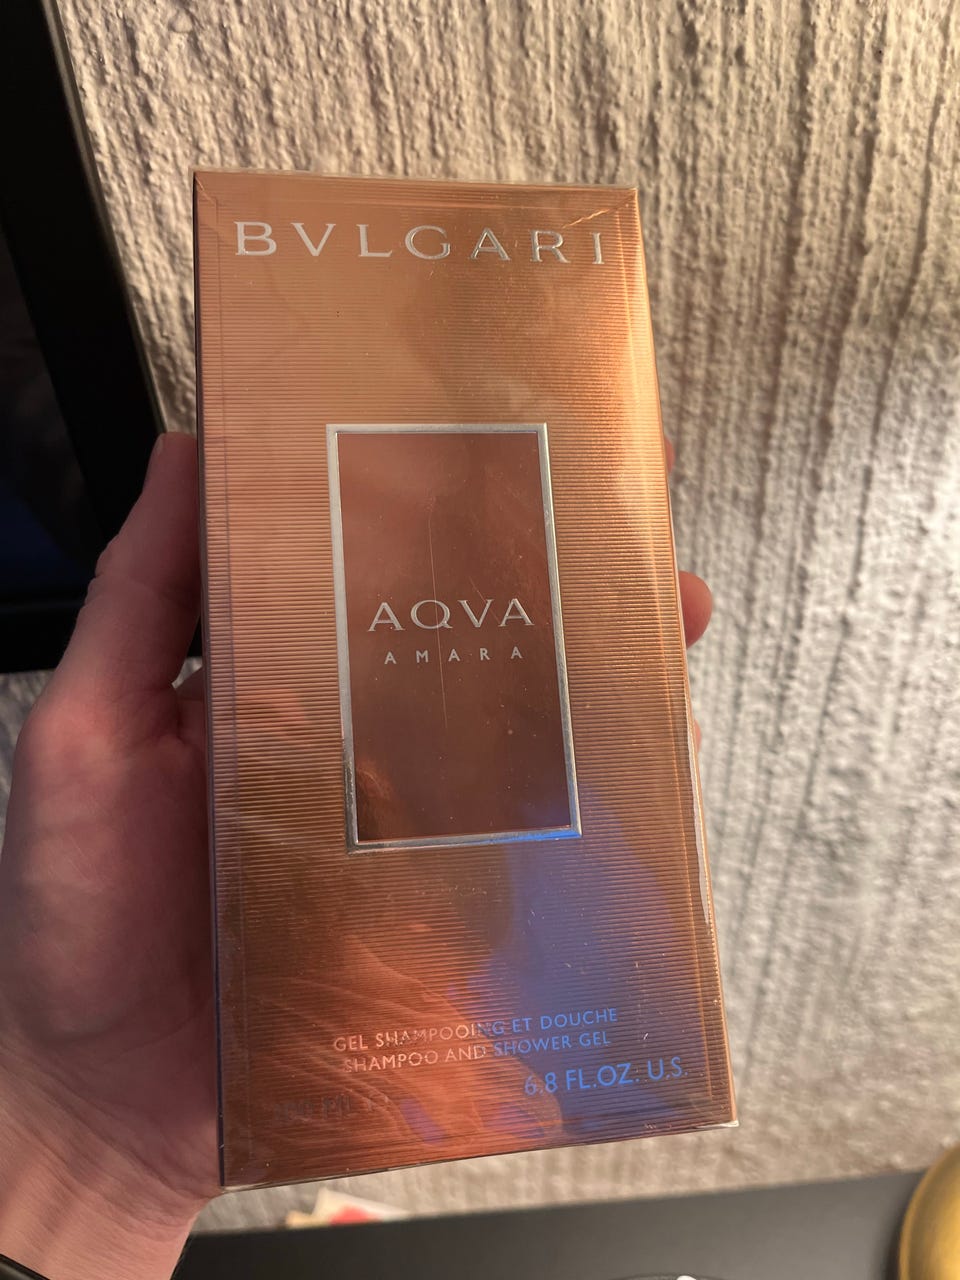 BVLGARI
AQVA
AMARA
GEL SHAMPOOING ET DOUCHE
SHAMPOO AND SHOWER GEL
6.8 FL.OZ. U.S.